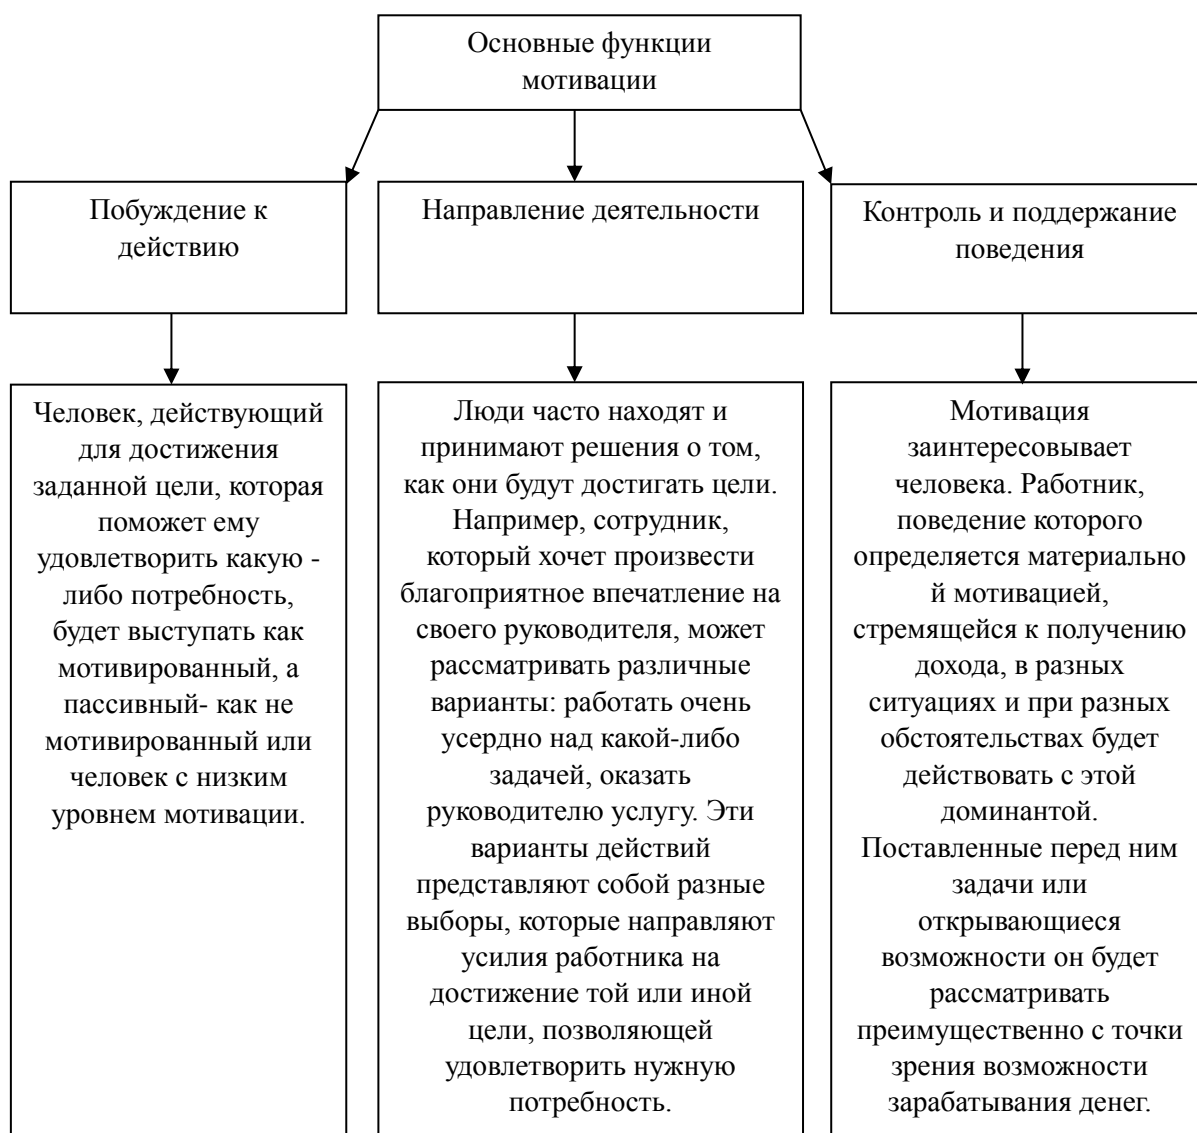 Основные функции
мотивации
Побуждение к
действию
Направление деятельности
Контроль и поддержание
поведения
Человек, действующий
для достижения
заданной цели, которая
поможет ему
удовлетворить какую -
либо потребность,
будет выступать как
мотивированный, а
пассивный- как не
мотивированный или
человек с низким
уровнем мотивации.
Люди часто находят и
принимают решения о том,
как они будут достигать цели.
Например, сотрудник,
который хочет произвести
благоприятное впечатление на
своего руководителя, может
рассматривать различные
варианты: работать очень
усердно над какой-либо
задачей, оказать
руководителю услугу. Эти
варианты действий
представляют собой разные
выборы, которые направляют
усилия работника на
достижение той или иной
цели, позволяющей
удовлетворить нужную
потребность.
Мотивация
заинтересовывает
человека. Работник,
поведение которого
определяется материально
й мотивацией,
стремящейся к получению
дохода, в разных
ситуациях и при разных
обстоятельствах будет
действовать с этой
доминантой.
Поставленные перед ним
задачи или
открывающиеся
возможности он будет
рассматривать
преимущественно с точки
зрения возможности
зарабатывания денег.